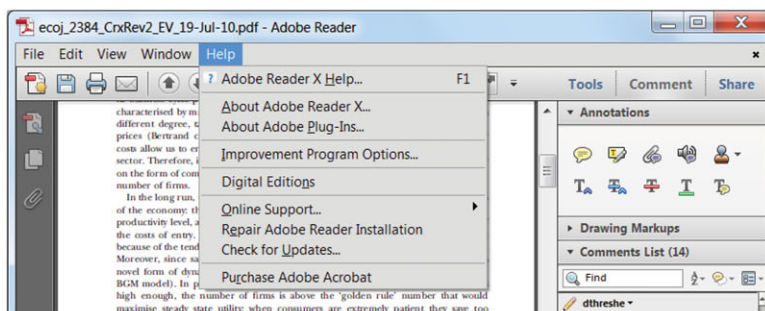 ecoj_2384_CrxRev2_EV_19-Jul-10.pdf - Adobe Reader
File Edit View Window Help
Tools Comment Share
? Adobe Reader X Help... F1
About Adobe Reader X...
About Adobe Plug-Ins...
Improvement Program Options...
Digital Editions
Online Support...
Repair Adobe Reader Installation
Check for Updates...
Purchase Adobe Acrobat
characterised by m
different degree, t
prices (Bertrand c
costs allow us to er
sector. Therefore, i
on the form of com
number of firms.
In the long run,
of the economy: th
productivity level, a
the costs of entry.
because of the tend
Moreover, since sa
novel form of dyna
BGM model). In p
high enough, the number of firms is above the 'golden rule' number that would
maximise steady state utility: when consumers are extremely patient they save too
Annotations
Drawing Markups
Comments List (14)
Find
dthreshe